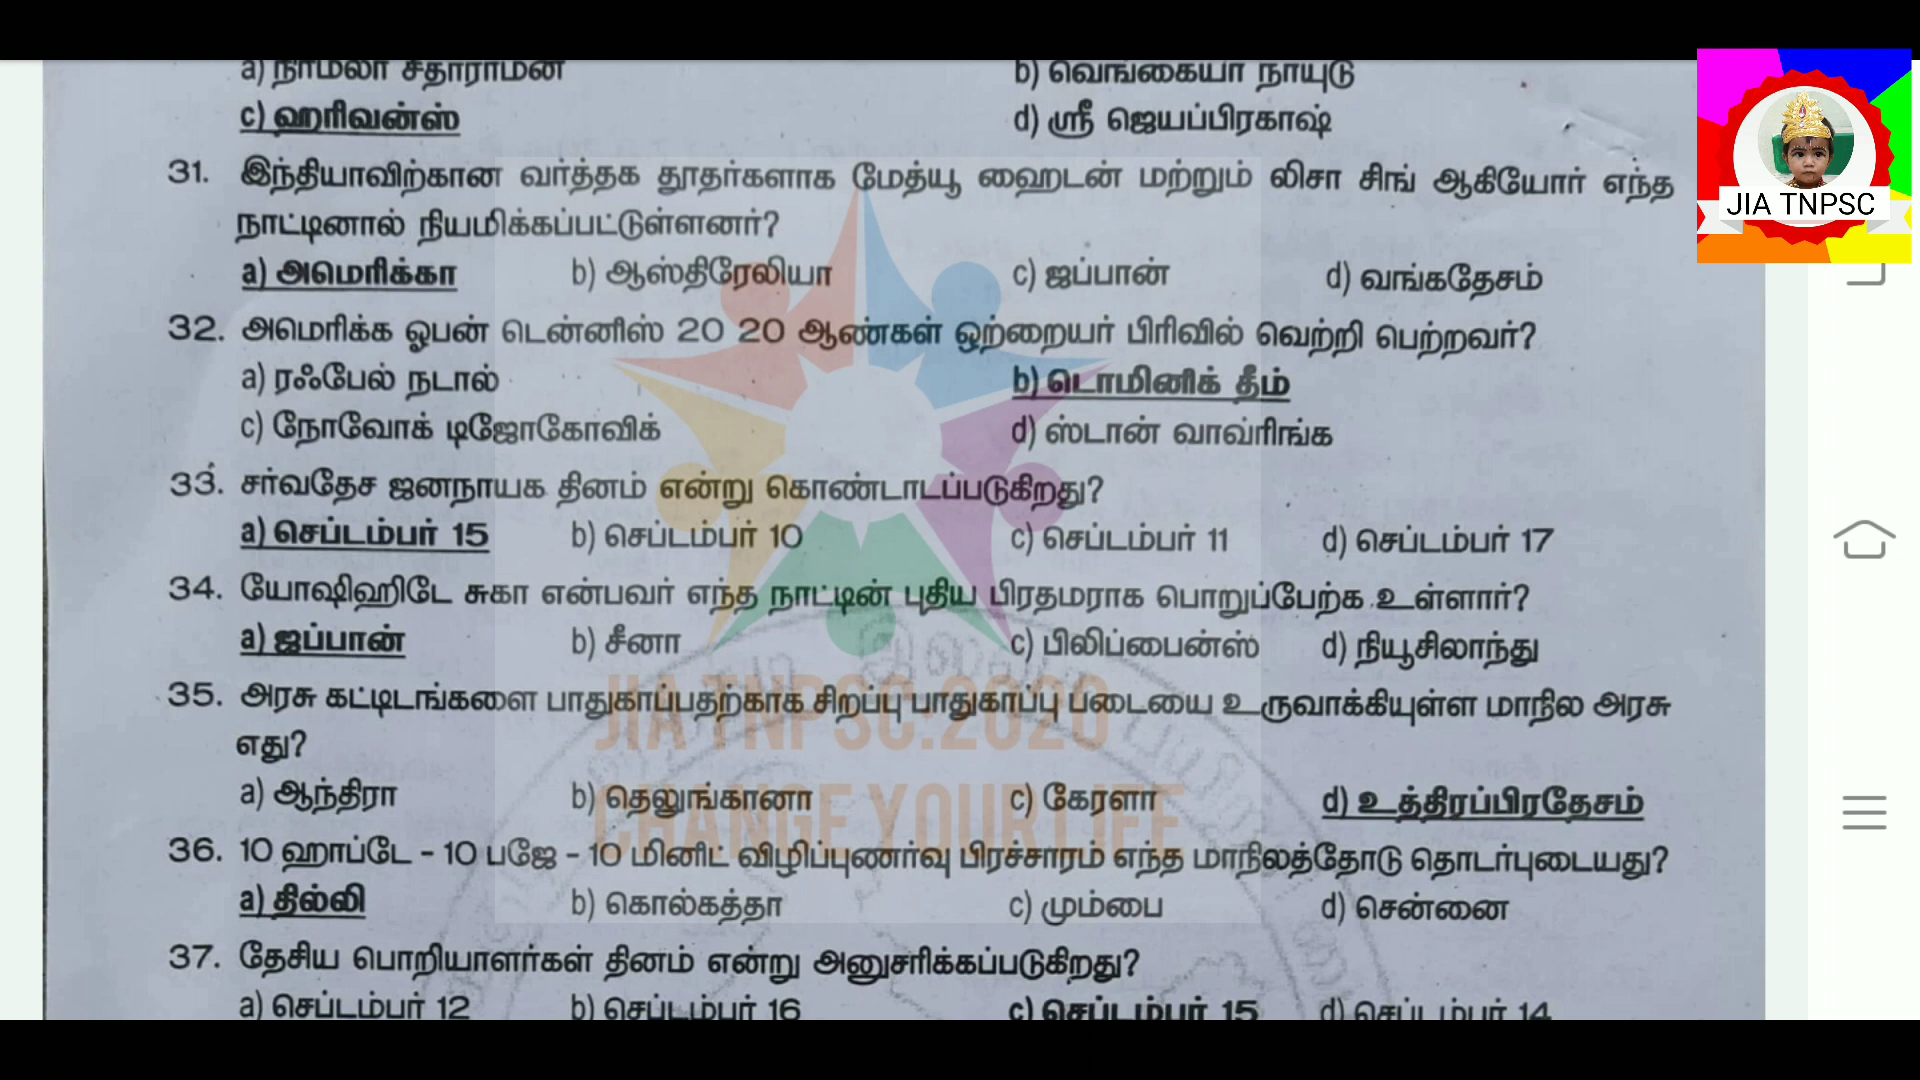 a) நிர்மலா சீதாராமன் b) வெங்கையா நாயுடு
c) ஹரிவன்ஸ் d) ஸ்ரீ ஜெயப்பிரகாஷ்
31. இந்தியாவிற்கான வர்த்தக தூதர்களாக மேத்யூ ஹைடன் மற்றும் லிசா சிங் ஆகியோர் எந்த
நாட்டினால் நியமிக்கப்பட்டுள்ளனர்?
a) அமெரிக்கா b) ஆஸ்திரேலியா c) ஜப்பான் d) வங்கதேசம்
32. அமெரிக்க ஓபன் டென்னிஸ் 20 20 ஆண்கள் ஒற்றையர் பிரிவில் வெற்றி பெற்றவர்?
a) ரஃபேல் நடால் b) டொமினிக் தீம்
c) நோவோக் டிஜோகோவிக் d) ஸ்டான் வாவ்ரிங்க
33. சர்வதேச ஜனநாயக தினம் என்று கொண்டாடப்படுகிறது?
a) செப்டம்பர் 15 b) செப்டம்பர் 10 c) செப்டம்பர் 11 d) செப்டம்பர் 17
34. யோஷிஹிடே சுகா என்பவர் எந்த நாட்டின் புதிய பிரதமராக பொறுப்பேற்க உள்ளார்?
a) ஜப்பான் b) சீனா c) பிலிப்பைன்ஸ் d) நியூசிலாந்து
35. அரசு கட்டிடங்களை பாதுகாப்பதற்காக சிறப்பு பாதுகாப்பு படையை உருவாக்கியுள்ள மாநில அரசு
எது?
a) ஆந்திரா b) தெலுங்கானா c) கேரளா d) உத்திரப்பிரதேசம்
36. 10 ஹாப்டே - 10 பஜே - 10 மினிட் விழிப்புணர்வு பிரச்சாரம் எந்த மாநிலத்தோடு தொடர்புடையது?
a) தில்லி b) கொல்கத்தா c) மும்பை d) சென்னை
37. தேசிய பொறியாளர்கள் தினம் என்று அனுசரிக்கப்படுகிறது?
a) செப்டம்பர் 12 b) செப்டம்பர் 16 c) செப்டம்பர் 15 d) செப்டம்பர் 14
JIA TNPSC
JIA TNPSC:2020
CHANGE YOUR LIFE